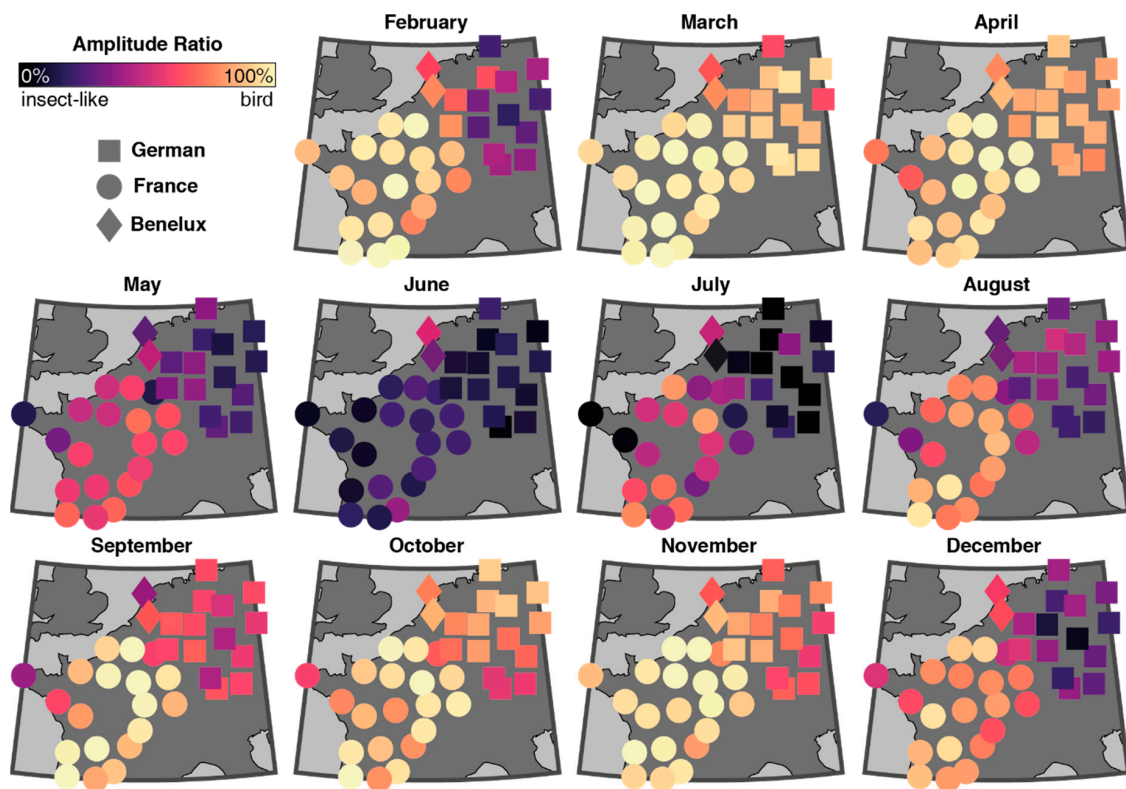 February
March
April
Amplitude Ratio
0%
100%
insect-like
bird
German
France
Benelux
May
June
July
August
September
October
November
December